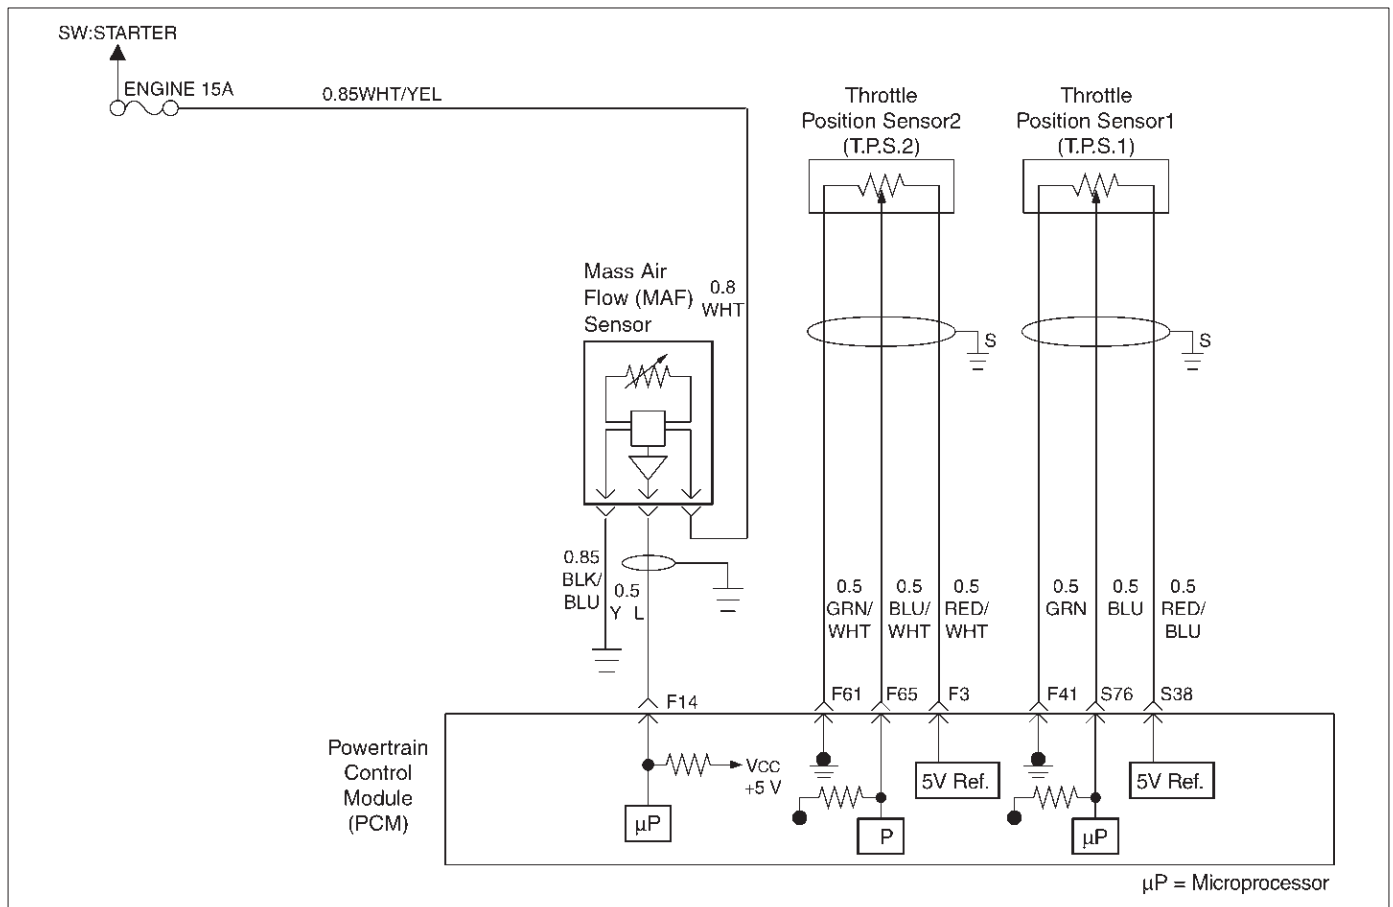 SW:STARTER
ENGINE 15A
0.85WHT/YEL
Throttle
Position Sensor2
(T.P.S.2)
Throttle
Position Sensor1
(T.P.S.1)
Mass Air
Flow (MAF)
Sensor
0.8
WHT
S
S
0.85
BLK/
BLU
0.5
Y L
0.5
GRN/
WHT
0.5
BLU/
WHT
0.5
RED/
WHT
0.5
GRN
0.5
BLU
0.5
RED/
BLU
F14
F61
F65
F3
F41
S76
S38
Powertrain
Control
Module
(PCM)
VCC
+5 V
µP
5V Ref.
P
5V Ref.
µP
µP = Microprocessor